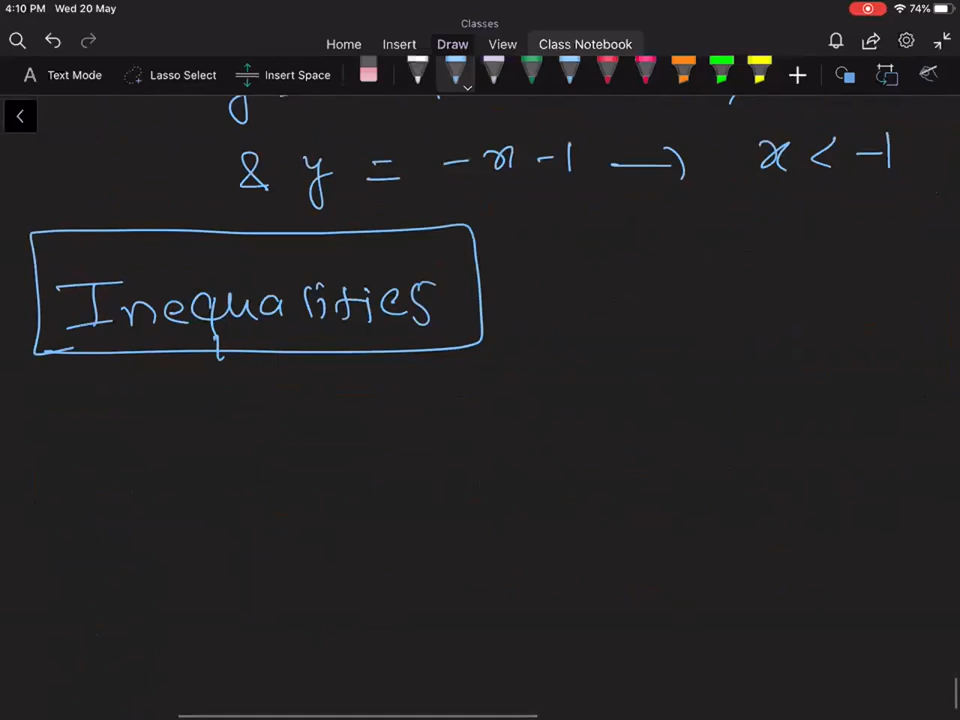 4:10 PM Wed 20 May
74%
Classes
Home Insert Draw View Class Notebook
A Text Mode Lasso Select Insert Space
& y = -x -1 → x < -1
Inequalities